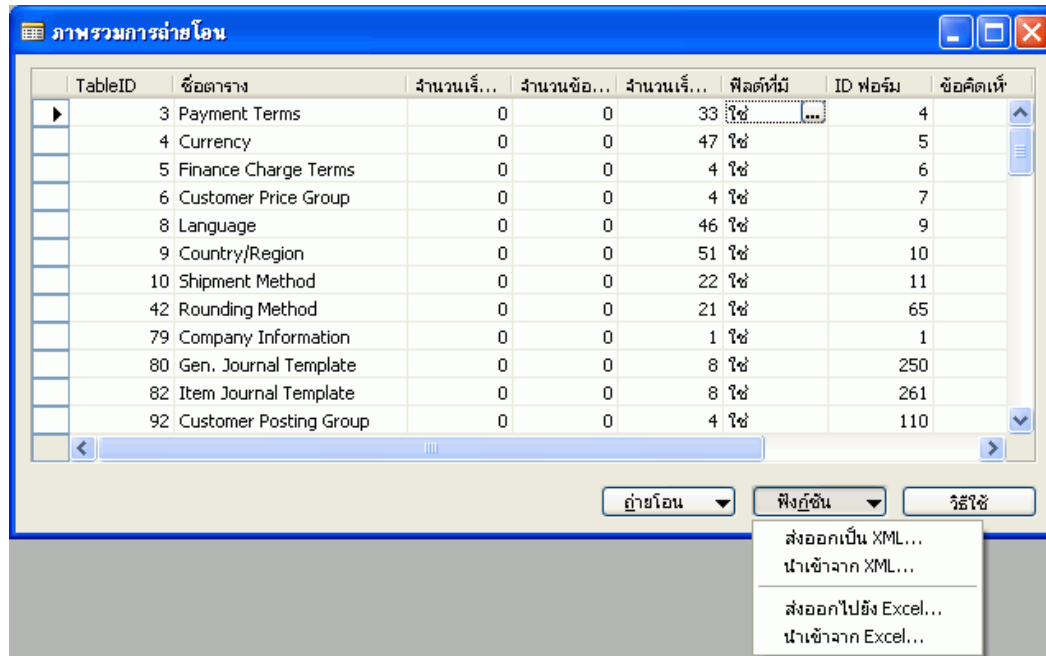 ภาพรวมการถ่ายโอน
TableID ชื่อตาราง จำนวนเร็... จำนวนข้อ... จำนวนเร็... ฟิลด์ที่มี ID ฟอร์ม ข้อคิดเห็
3 Payment Terms 0 0 33 ใช่ ... 4
4 Currency 0 0 47 ใช่ 5
5 Finance Charge Terms 0 0 4 ใช่ 6
6 Customer Price Group 0 0 4 ใช่ 7
8 Language 0 0 46 ใช่ 9
9 Country/Region 0 0 51 ใช่ 10
10 Shipment Method 0 0 22 ใช่ 11
42 Rounding Method 0 0 21 ใช่ 65
79 Company Information 0 0 1 ใช่ 1
80 Gen. Journal Template 0 0 8 ใช่ 250
82 Item Journal Template 0 0 8 ใช่ 261
92 Customer Posting Group 0 0 4 ใช่ 110
ถ่ายโอน ฟังก์ชัน วิธีใช้
ส่งออกเป็น XML...
นำเข้าจาก XML...
ส่งออกไปยัง Excel...
นำเข้าจาก Excel...